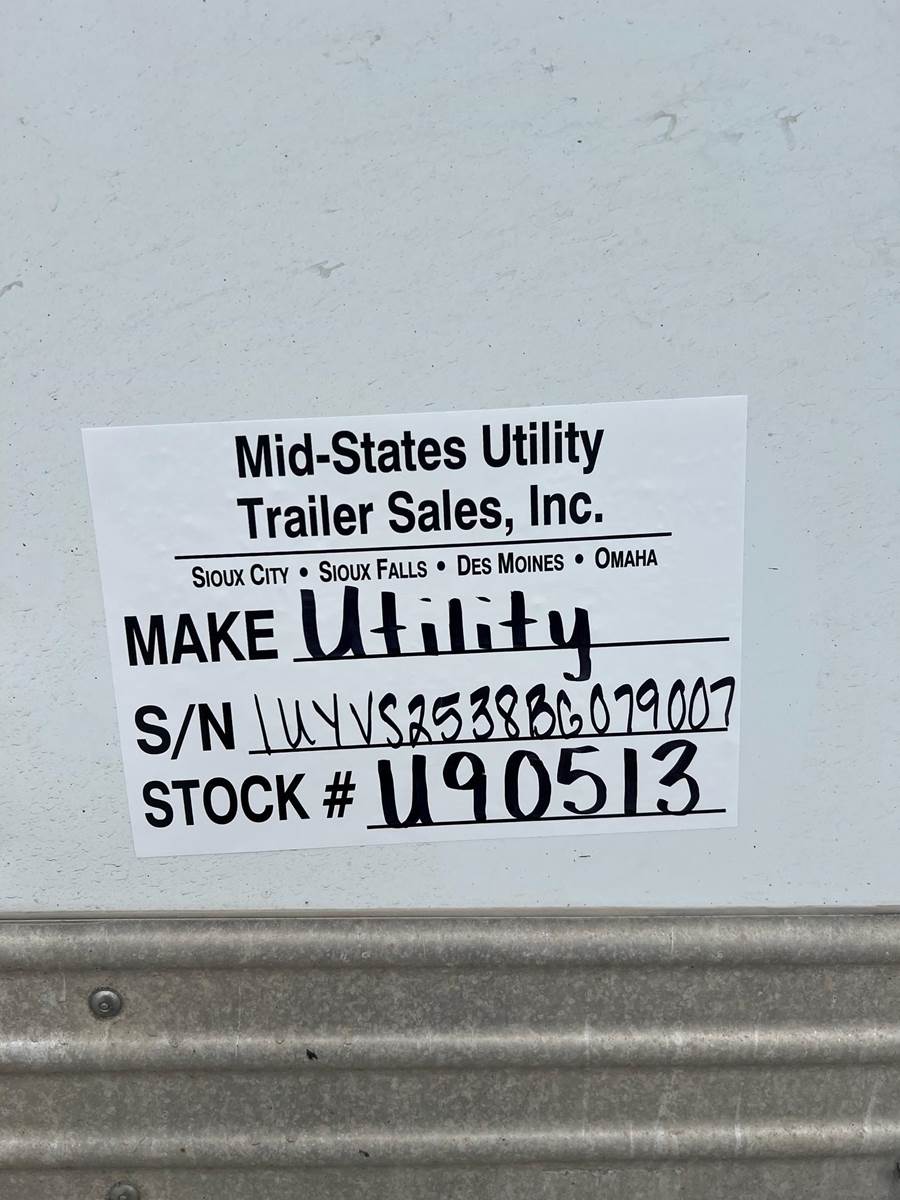 Mid-States Utility
Trailer Sales, Inc.
SIOUX CITY • SIOUX FALLS • DES MOINES • OMAHA
MAKE Utility
S/N 1UYVS2538BG079007
STOCK # U90513